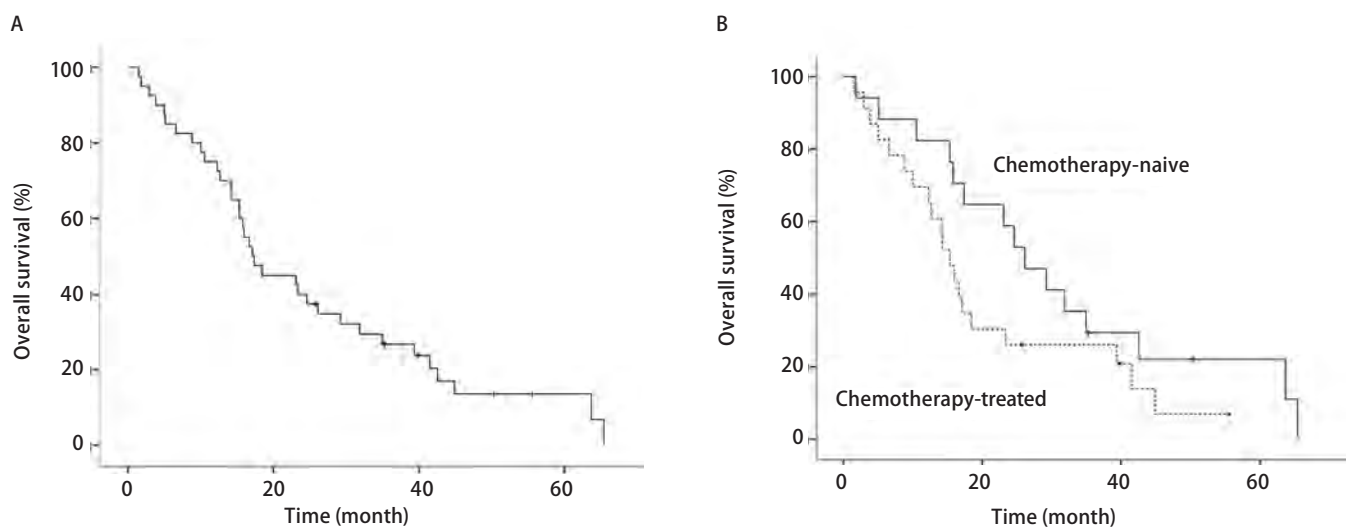 A
Overall survival (%)
100
80
60
40
20
0
0 20 40 60
Time (month)
B
Overall survival (%)
100
80
60
40
20
0
Chemotherapy-naive
Chemotherapy-treated
0 20 40 60
Time (month)